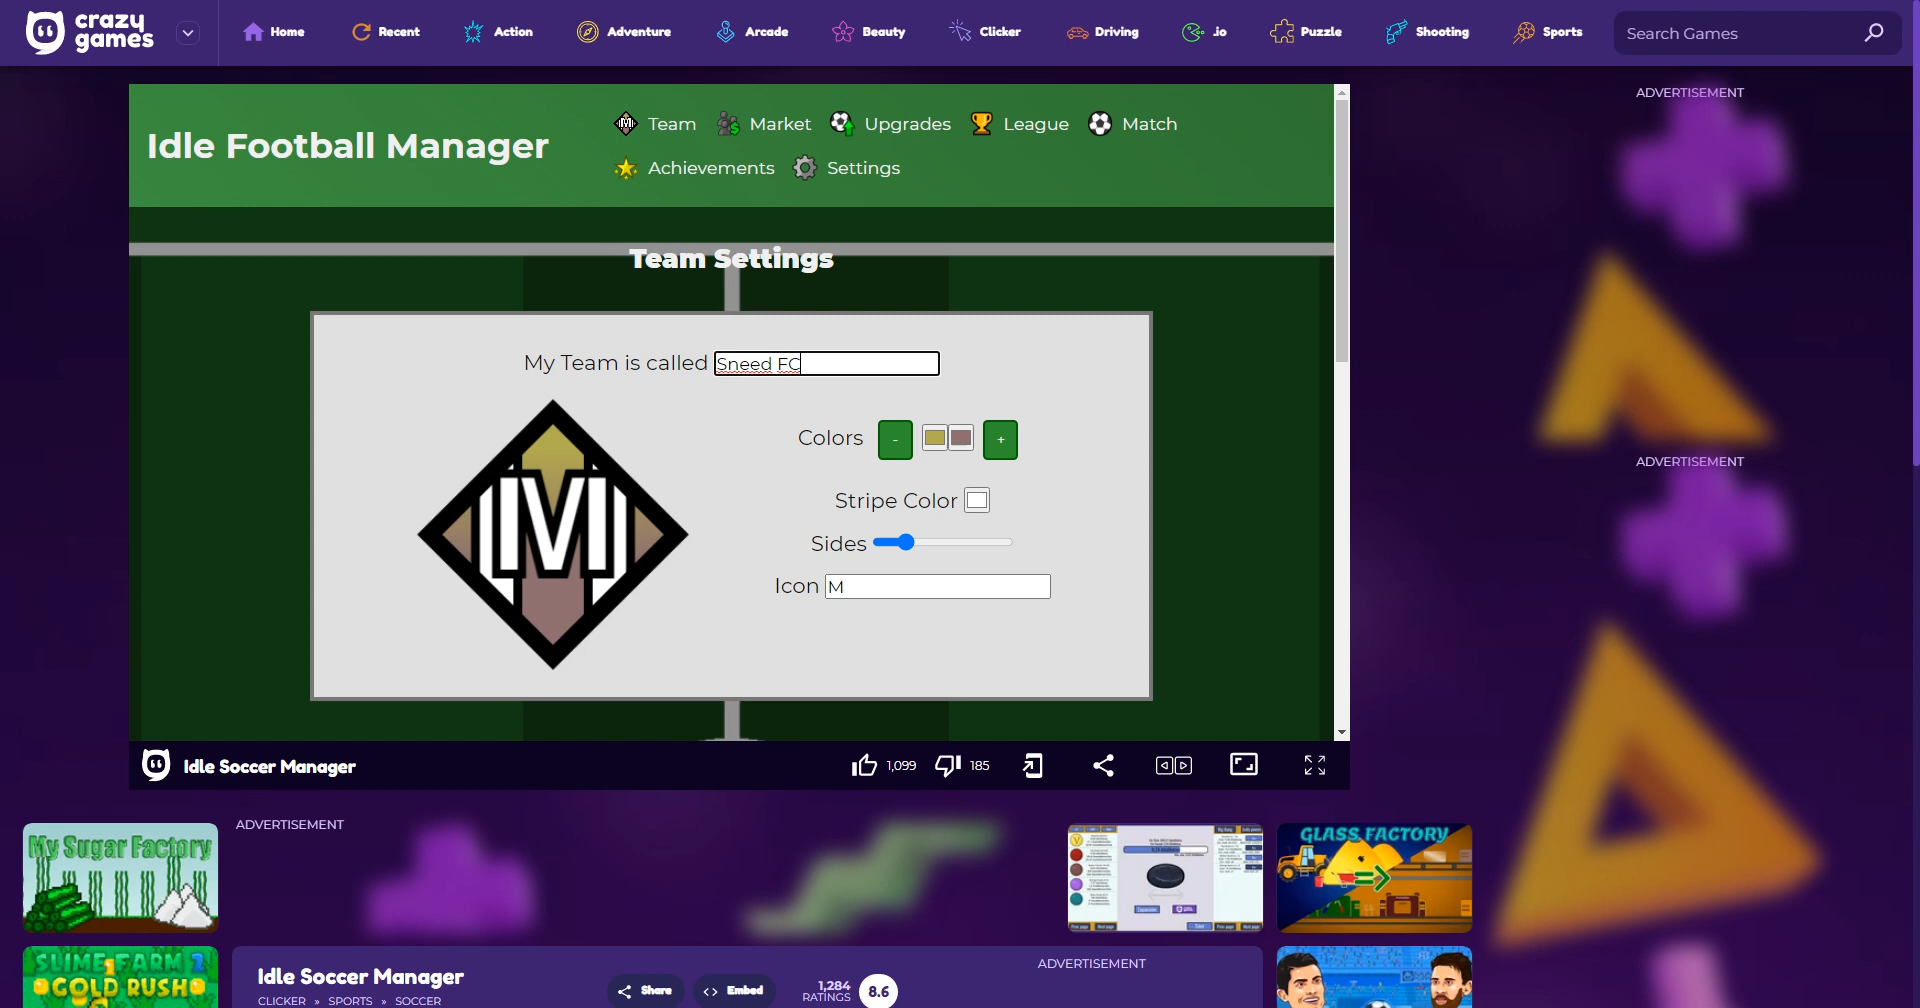 crazy games
Home
Recent
Action
Adventure
Arcade
Beauty
Clicker
Driving
.io
Puzzle
Shooting
Sports
Search Games
ADVERTISEMENT
Idle Football Manager
Team
Market
Upgrades
League
Match
Achievements
Settings
Team Settings
My Team is called Sneed FC
Colors - +
Stripe Color
Sides
Icon M
M
ADVERTISEMENT
Idle Soccer Manager
1,099
185
ADVERTISEMENT
My Sugar Factory
GLASS FACTORY
SLIME FARM 2
GOLD RUSH
Idle Soccer Manager
CLICKER » SPORTS » SOCCER
Share
Embed
1,284
RATINGS
8.6
ADVERTISEMENT